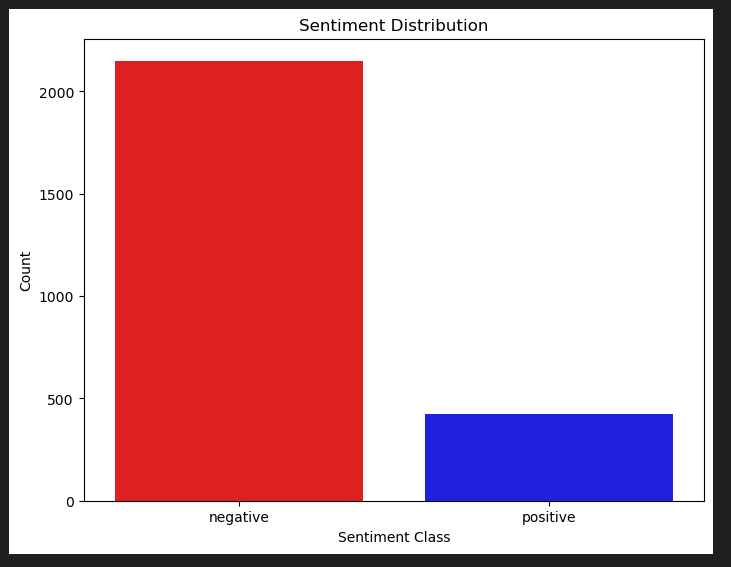 Sentiment Distribution
2000
1500
1000
500
0
Count
negative
positive
Sentiment Class